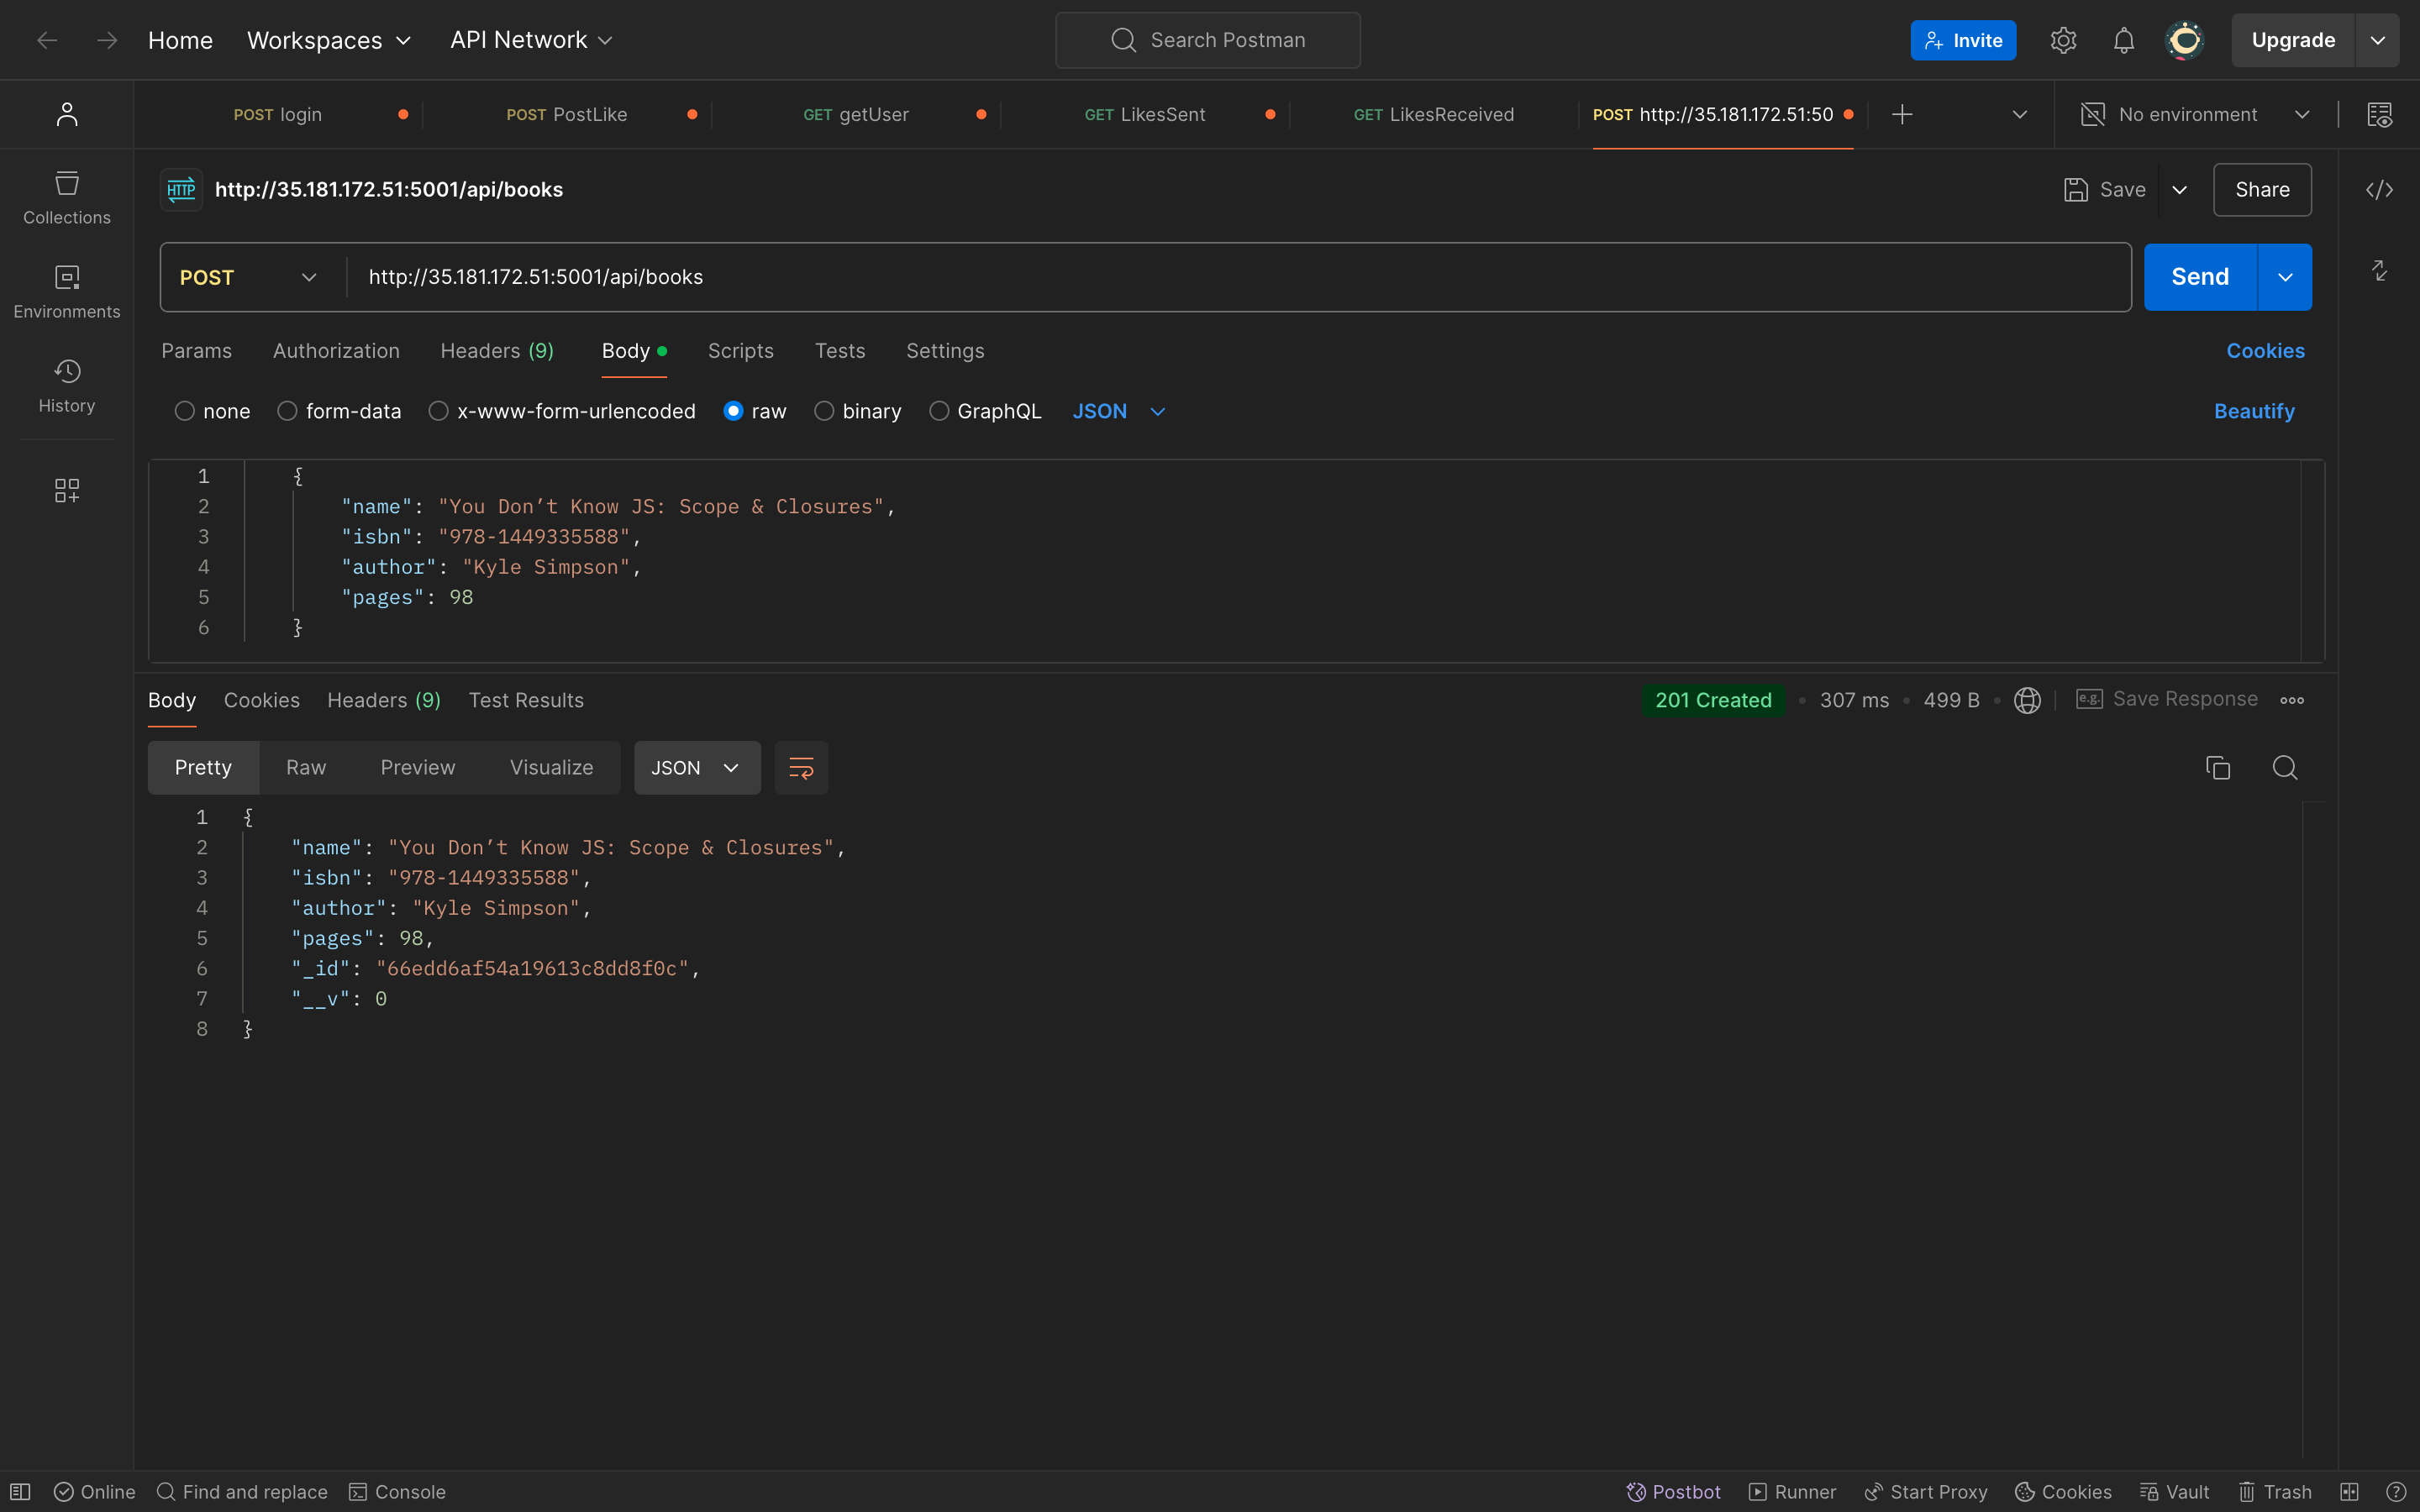 Home Workspaces API Network Search Postman Invite Upgrade
POST login POST PostLike GET getUser GET LikesSent GET LikesReceived POST http://35.181.172.51:50 No environment
HTTP http://35.181.172.51:5001/api/books Save Share
Collections
POST http://35.181.172.51:5001/api/books Send
Environments
Params Authorization Headers (9) Body Scripts Tests Settings Cookies
History
none form-data x-www-form-urlencoded raw binary GraphQL JSON Beautify
1 {
2 "name": "You Don’t Know JS: Scope & Closures",
3 "isbn": "978-1449335588",
4 "author": "Kyle Simpson",
5 "pages": 98
6 }
Body Cookies Headers (9) Test Results 201 Created • 307 ms • 499 B • e.g. Save Response
Pretty Raw Preview Visualize JSON
1 {
2 "name": "You Don’t Know JS: Scope & Closures",
3 "isbn": "978-1449335588",
4 "author": "Kyle Simpson",
5 "pages": 98,
6 "_id": "66edd6af54a19613c8dd8f0c",
7 "__v": 0
8 }
Online Find and replace Console Postbot Runner Start Proxy Cookies Vault Trash